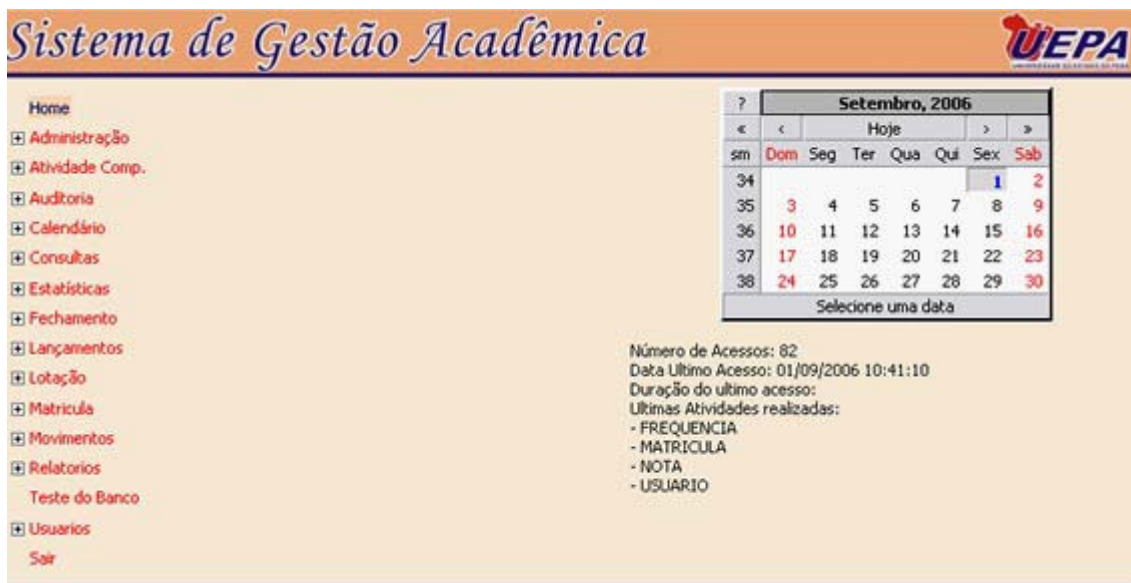 Sistema de Gestão Acadêmica
UEPA
Home
Administração
Atividade Comp.
Auditoria
Calendário
Consultas
Estatísticas
Fechamento
Lançamentos
Lotação
Matricula
Movimentos
Relatorios
Teste do Banco
Usuarios
Sair
? Setembro, 2006
« ‹ Hoje › »
sm Dom Seg Ter Qua Qui Sex Sab
34 1 2
35 3 4 5 6 7 8 9
36 10 11 12 13 14 15 16
37 17 18 19 20 21 22 23
38 24 25 26 27 28 29 30
Selecione uma data
Número de Acessos: 82
Data Ultimo Acesso: 01/09/2006 10:41:10
Duração do ultimo acesso:
Ultimas Atividades realizadas:
- FREQUENCIA
- MATRICULA
- NOTA
- USUARIO